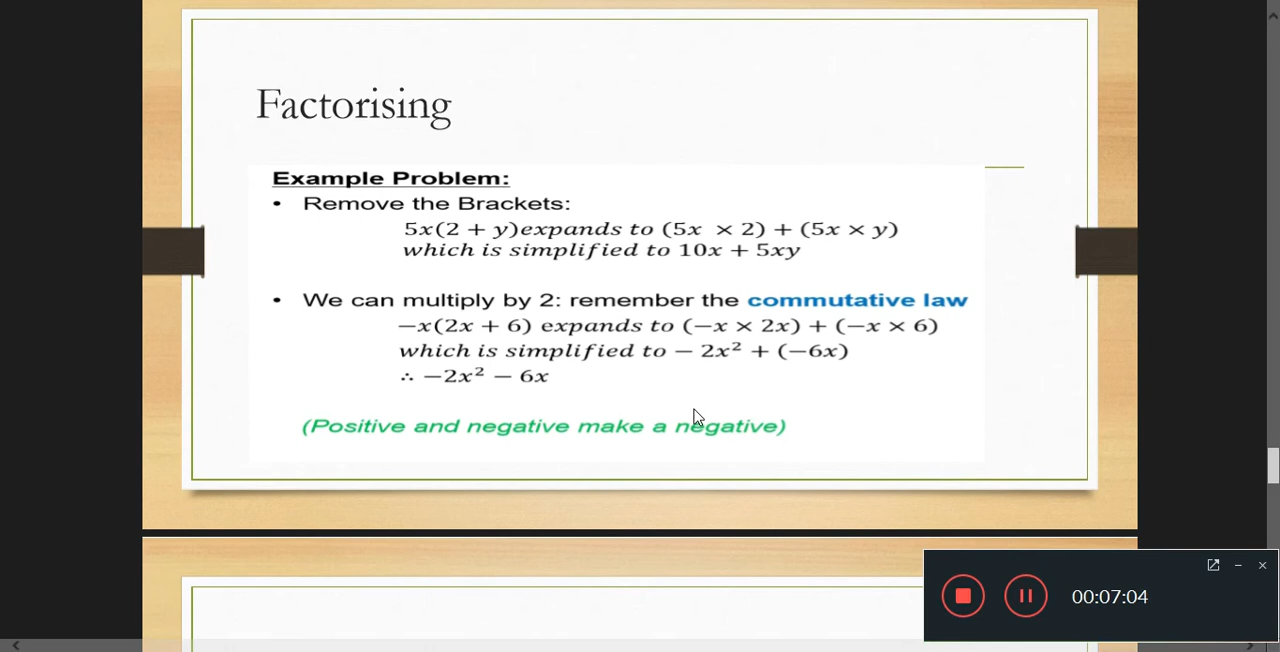 Factorising
Example Problem:
• Remove the Brackets:
5x(2 + y)expands to (5x × 2) + (5x × y)
which is simplified to 10x + 5xy
• We can multiply by 2: remember the commutative law
−x(2x + 6) expands to (−x × 2x) + (−x × 6)
which is simplified to − 2x² + (−6x)
∴ −2x² − 6x
(Positive and negative make a negative)
00:07:04